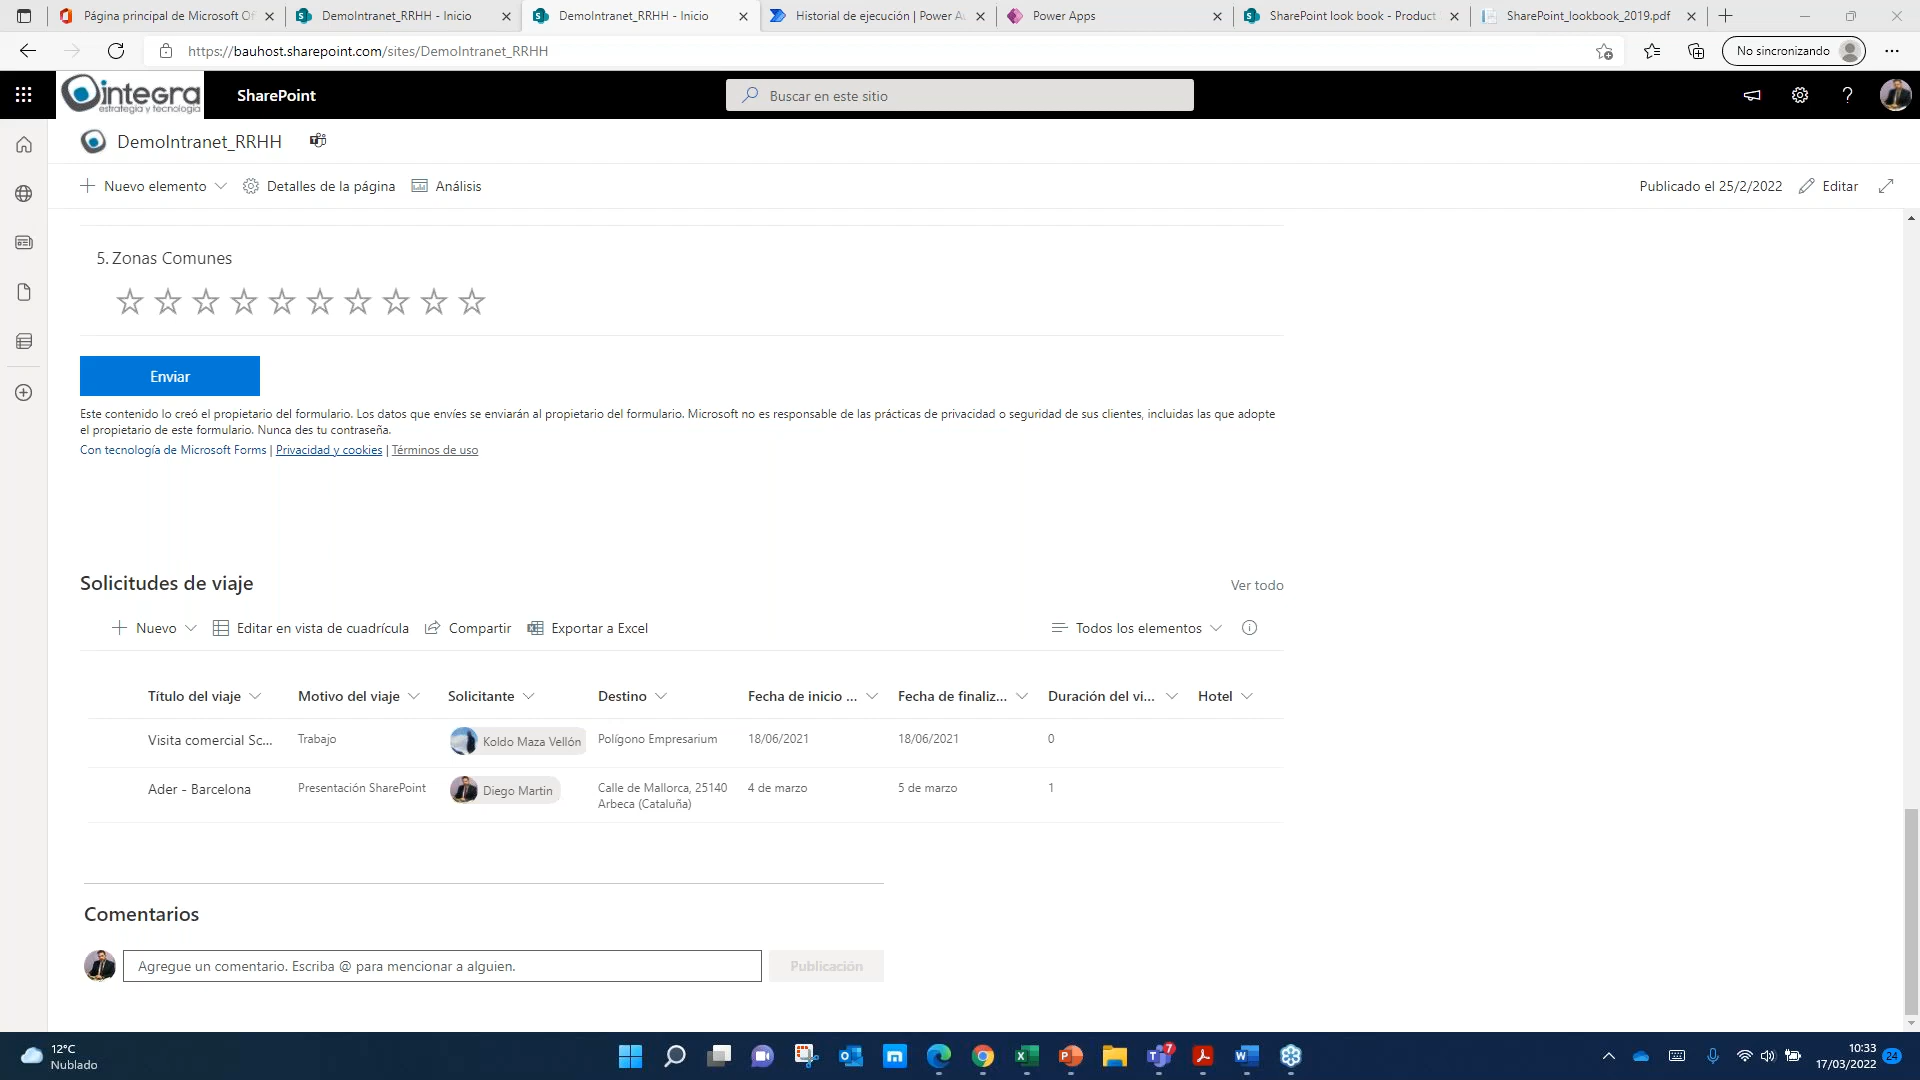 Página principal de Microsoft Of
DemoIntranet_RRHH - Inicio
DemoIntranet_RRHH - Inicio
Historial de ejecución | Power Au
Power Apps
SharePoint look book - Product
SharePoint_lookbook_2019.pdf
https://bauhost.sharepoint.com/sites/DemoIntranet_RRHH
No sincronizando
integra
estrategia y tecnología
SharePoint
Buscar en este sitio
DemoIntranet_RRHH
Nuevo elemento
Detalles de la página
Análisis
Publicado el 25/2/2022
Editar
5. Zonas Comunes
Enviar
Este contenido lo creó el propietario del formulario. Los datos que envíes se enviarán al propietario del formulario. Microsoft no es responsable de las prácticas de privacidad o seguridad de sus clientes, incluidas las que adopte
el propietario de este formulario. Nunca des tu contraseña.
Con tecnología de Microsoft Forms | Privacidad y cookies | Términos de uso
Solicitudes de viaje
Ver todo
Nuevo
Editar en vista de cuadrícula
Compartir
Exportar a Excel
Todos los elementos
Título del viaje
Motivo del viaje
Solicitante
Destino
Fecha de inicio ...
Fecha de finaliz...
Duración del vi...
Hotel
Visita comercial Sc...
Trabajo
Koldo Maza Vellón
Polígono Empresarium
18/06/2021
18/06/2021
0
Ader - Barcelona
Presentación SharePoint
Diego Martin
Calle de Mallorca, 25140
Arbeca (Cataluña)
4 de marzo
5 de marzo
1
Comentarios
Agregue un comentario. Escriba @ para mencionar a alguien.
Publicación
12°C
Nublado
7
10:33
17/03/2022
24